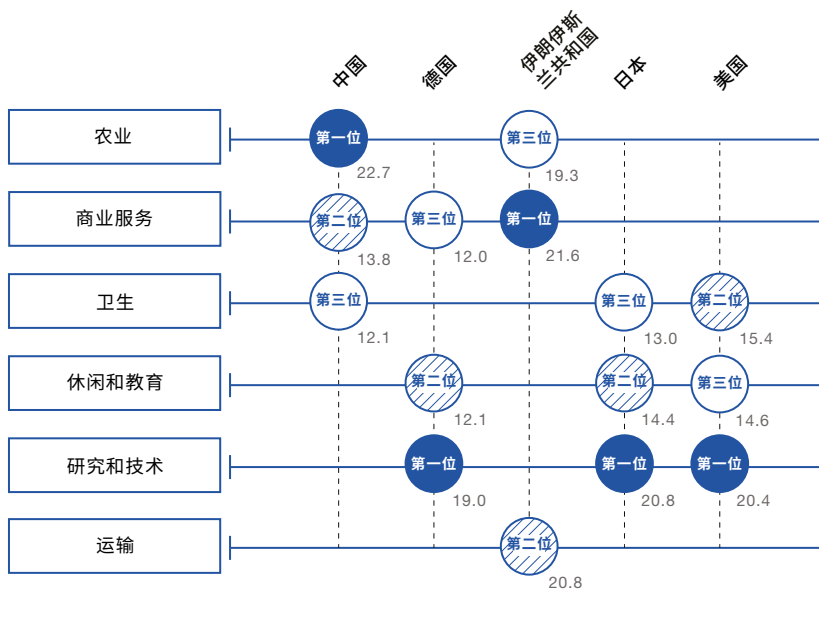 中国
德国
伊朗伊斯
兰共和国
日本
美国
农业
第一位
22.7
第三位
19.3
商业服务
第二位
13.8
第三位
12.0
第一位
21.6
卫生
第三位
12.1
第三位
13.0
第二位
15.4
休闲和教育
第二位
12.1
第二位
14.4
第三位
14.6
研究和技术
第一位
19.0
第一位
20.8
第一位
20.4
运输
第二位
20.8